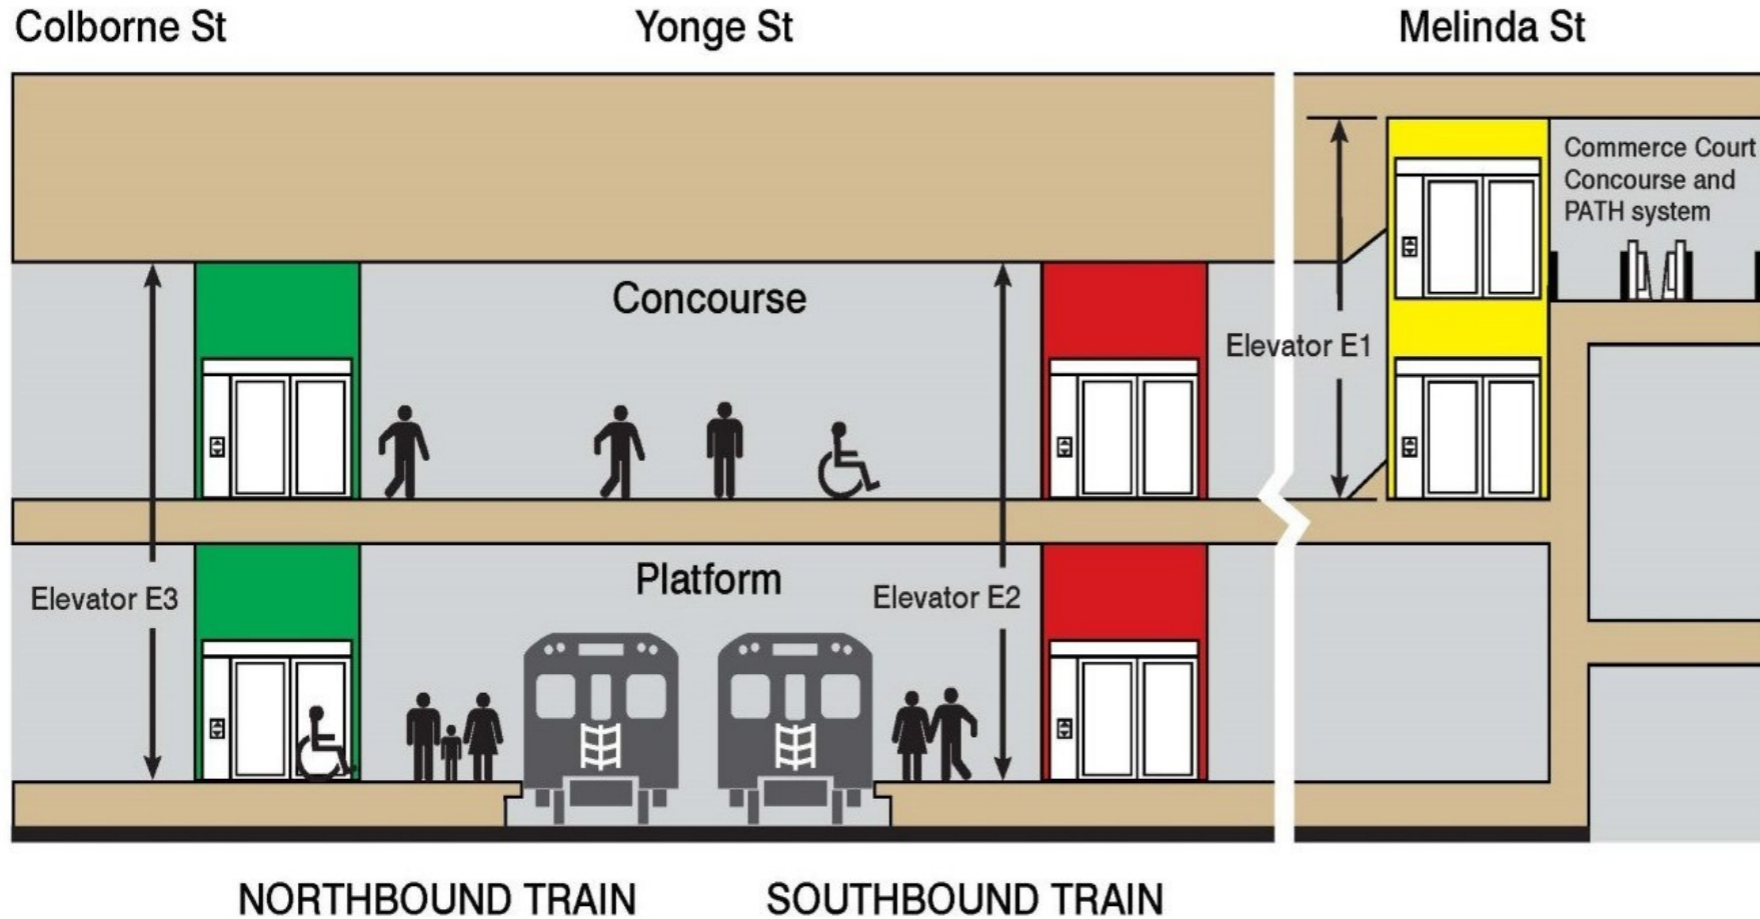 Colborne St
Yonge St
Melinda St
Commerce Court
Concourse and
PATH system
Concourse
Elevator E1
Platform
Elevator E3
Elevator E2
NORTHBOUND TRAIN
SOUTHBOUND TRAIN